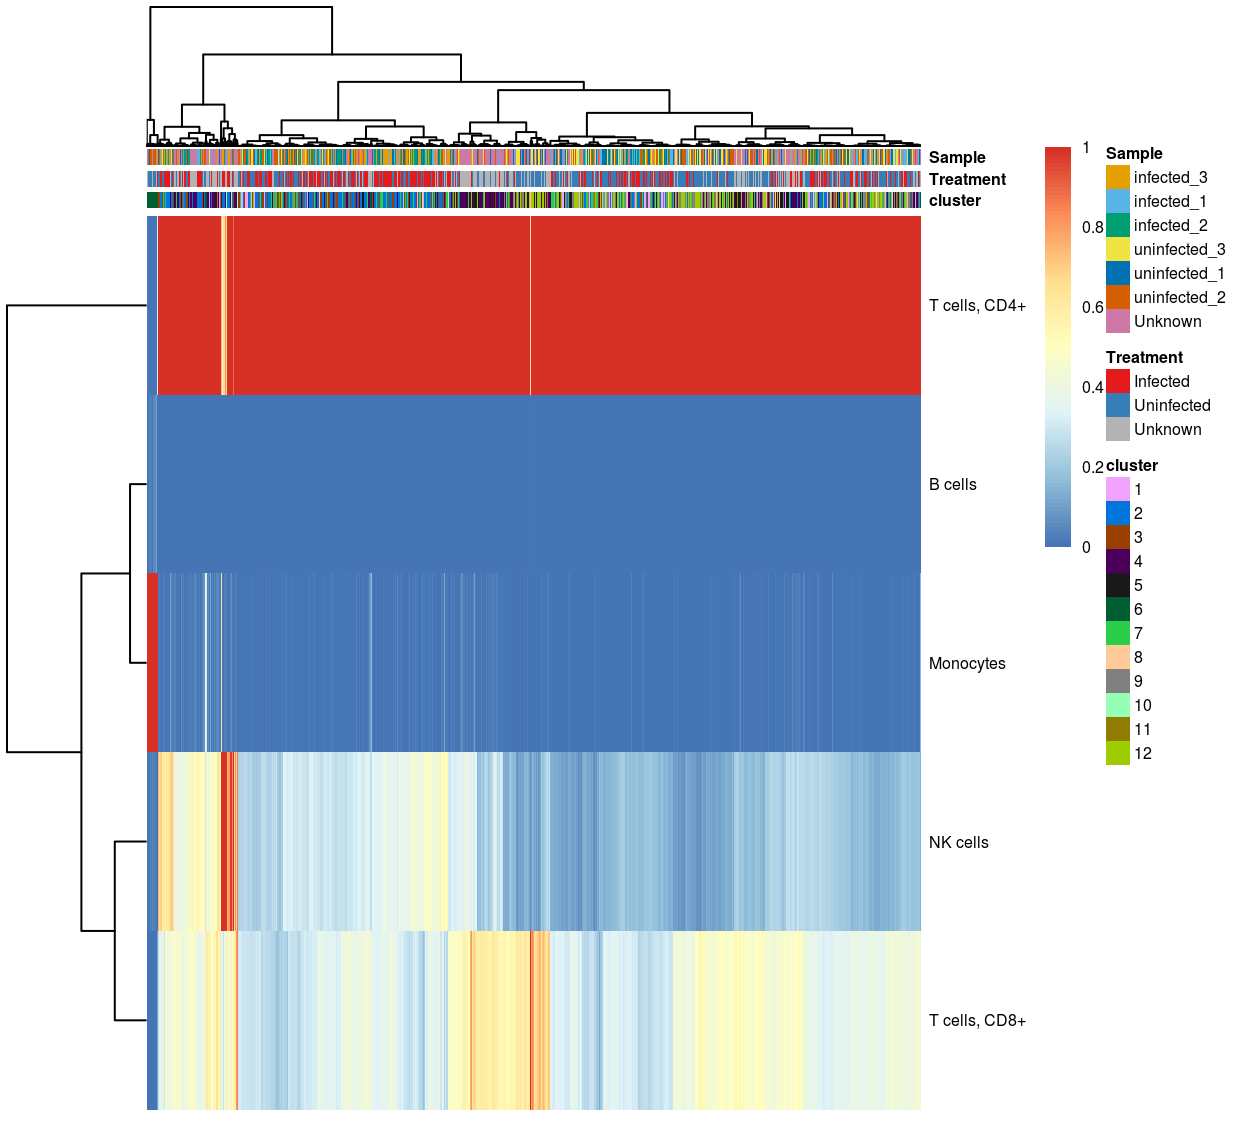 Sample
Treatment
cluster
T cells, CD4+
B cells
Monocytes
NK cells
T cells, CD8+
1
0.8
0.6
0.4
0.2
0
Sample
infected_3
infected_1
infected_2
uninfected_3
uninfected_1
uninfected_2
Unknown
Treatment
Infected
Uninfected
Unknown
cluster
1
2
3
4
5
6
7
8
9
10
11
12